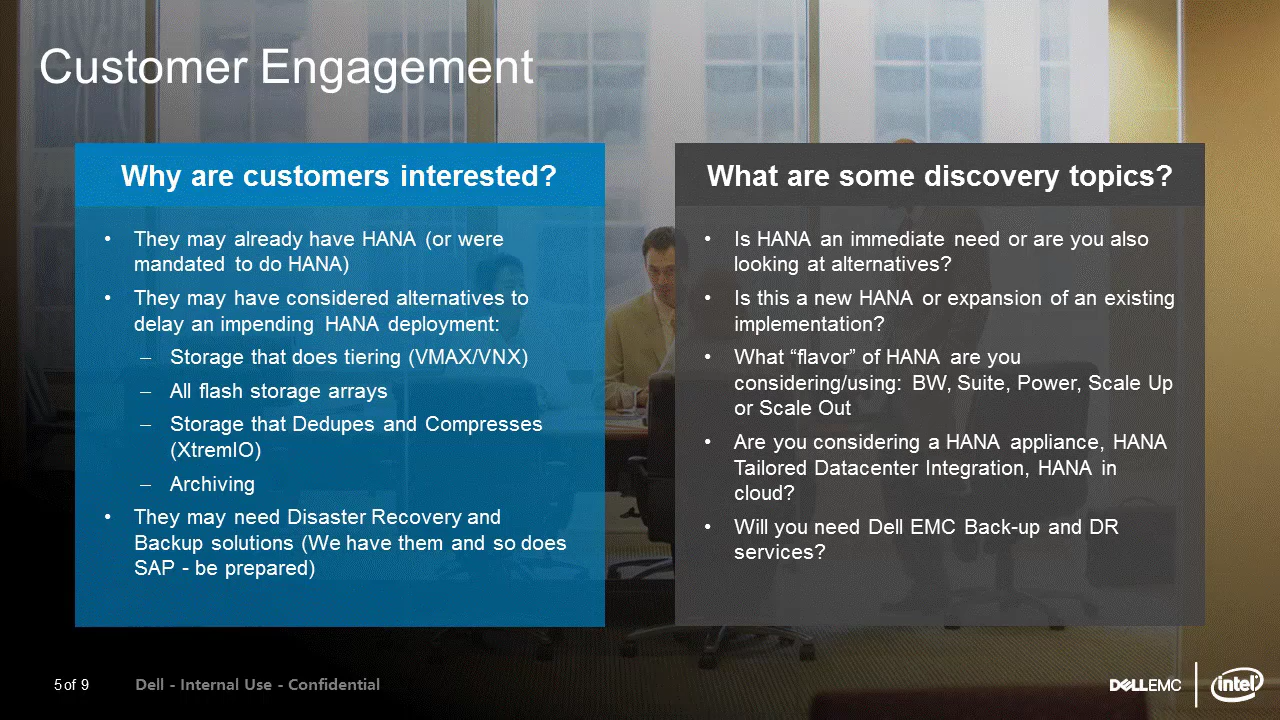 Customer Engagement
Why are customers interested?
• They may already have HANA (or were
mandated to do HANA)
• They may have considered alternatives to
delay an impending HANA deployment:
– Storage that does tiering (VMAX/VNX)
– All flash storage arrays
– Storage that Dedupes and Compresses
(XtremIO)
– Archiving
• They may need Disaster Recovery and
Backup solutions (We have them and so does
SAP - be prepared)
What are some discovery topics?
• Is HANA an immediate need or are you also
looking at alternatives?
• Is this a new HANA or expansion of an existing
implementation?
• What “flavor” of HANA are you
considering/using: BW, Suite, Power, Scale Up
or Scale Out
• Are you considering a HANA appliance, HANA
Tailored Datacenter Integration, HANA in
cloud?
• Will you need Dell EMC Back-up and DR
services?
5 of 9
Dell - Internal Use - Confidential
DELLEMC
intel